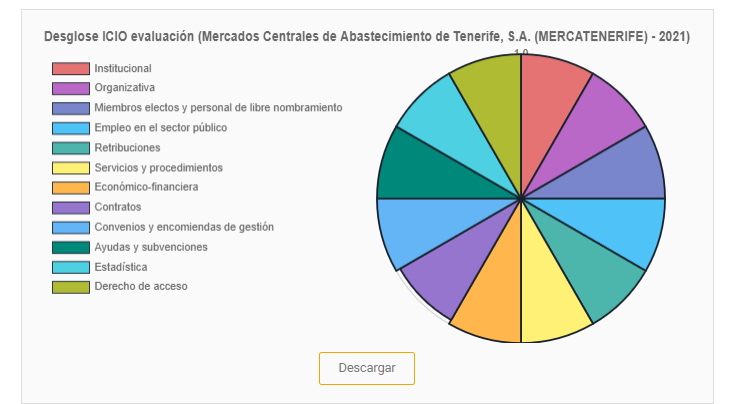 Desglose ICIO evaluación (Mercados Centrales de Abastecimiento de Tenerife, S.A. (MERCATENERIFE) - 2021)
1.0
Institucional
Organizativa
Miembros electos y personal de libre nombramiento
Empleo en el sector público
Retribuciones
Servicios y procedimientos
Económico-financiera
Contratos
Convenios y encomiendas de gestión
Ayudas y subvenciones
Estadística
Derecho de acceso
Descargar